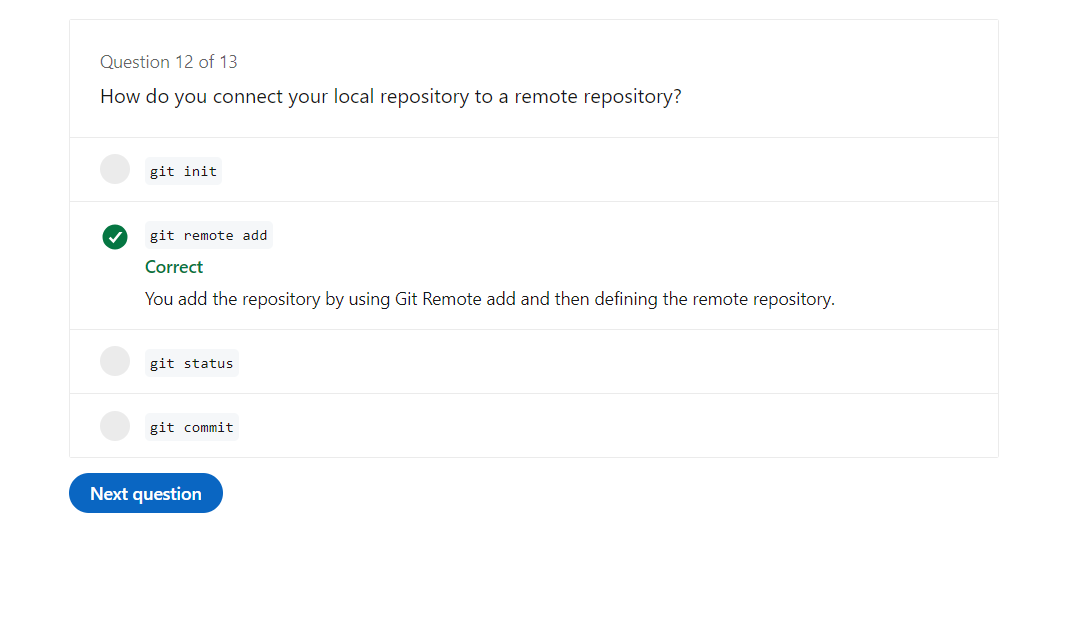 Question 12 of 13
How do you connect your local repository to a remote repository?
git init
git remote add
Correct
You add the repository by using Git Remote add and then defining the remote repository.
git status
git commit
Next question